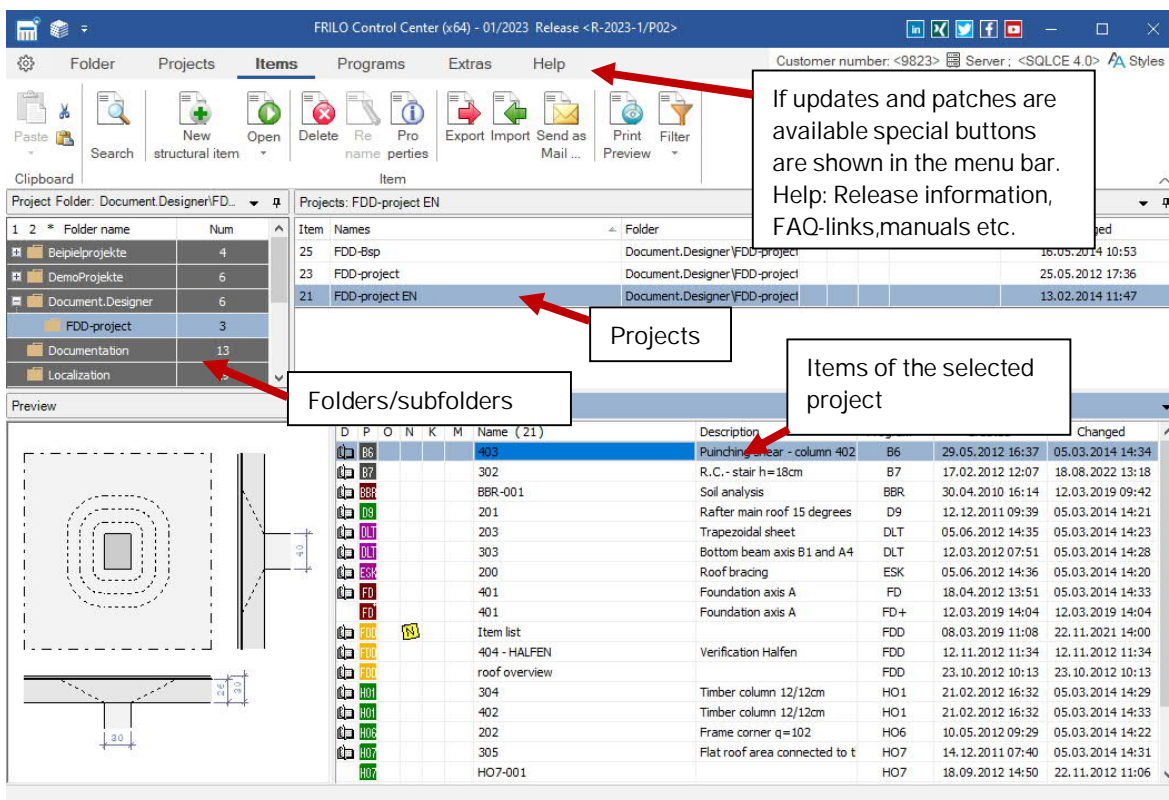 FRILO Control Center (x64) - 01/2023 Release <R-2023-1/P02>
Folder Projects Items Programs Extras Help
Customer number: <9823> Server ; <SQLCE 4.0> Styles
If updates and patches are
available special buttons
are shown in the menu bar.
Help: Release information,
FAQ-links,manuals etc.
Paste Search New structural item Open Delete Re name Pro perties Export Import Send as Mail ... Print Preview Filter
Clipboard Item
Project Folder: Document.Designer\FD...
Projects: FDD-project EN
1 2 * Folder name Num
Beipielprojekte 4
DemoProjekte 6
Document.Designer 6
FDD-project 3
Documentation 13
Localization
Item Names Folder
25 FDD-Bsp Document.Designer\FDD-project 16.05.2014 10:53
23 FDD-project Document.Designer\FDD-project 25.05.2012 17:36
21 FDD-project EN Document.Designer\FDD-project 13.02.2014 11:47
Projects
Folders/subfolders
Items of the selected
project
Preview
40
26
30
30
D P O N K M Name (21) Description Changed
B6 403 Puinching shear - column 402 B6 29.05.2012 16:37 05.03.2014 14:34
B7 302 R.C.- stair h=18cm B7 17.02.2012 12:07 18.08.2022 13:18
BBR BBR-001 Soil analysis BBR 30.04.2010 16:14 12.03.2019 09:42
D9 201 Rafter main roof 15 degrees D9 12.12.2011 09:39 05.03.2014 14:21
DLT 203 Trapezoidal sheet DLT 05.06.2012 14:35 05.03.2014 14:23
DLT 303 Bottom beam axis B1 and A4 DLT 12.03.2012 07:51 05.03.2014 14:28
ESK 200 Roof bracing ESK 05.06.2012 14:36 05.03.2014 14:20
FD 401 Foundation axis A FD 18.04.2012 13:51 05.03.2014 14:33
FD 401 Foundation axis A FD+ 12.03.2019 14:04 12.03.2019 14:04
FDD N Item list FDD 08.03.2019 11:08 22.11.2021 14:00
FDD 404 - HALFEN Verification Halfen FDD 12.11.2012 11:34 12.11.2012 11:34
FDD roof overview FDD 23.10.2012 10:13 23.10.2012 10:13
HO1 304 Timber column 12/12cm HO1 21.02.2012 16:32 05.03.2014 14:29
HO1 402 Timber column 12/12cm HO1 21.02.2012 16:32 05.03.2014 14:33
HO6 202 Frame corner q=102 HO6 10.05.2012 09:29 05.03.2014 14:22
HO7 305 Flat roof area connected to t HO7 14.12.2011 07:40 05.03.2014 14:31
HO7 HO7-001 HO7 18.09.2012 14:50 22.11.2012 11:06